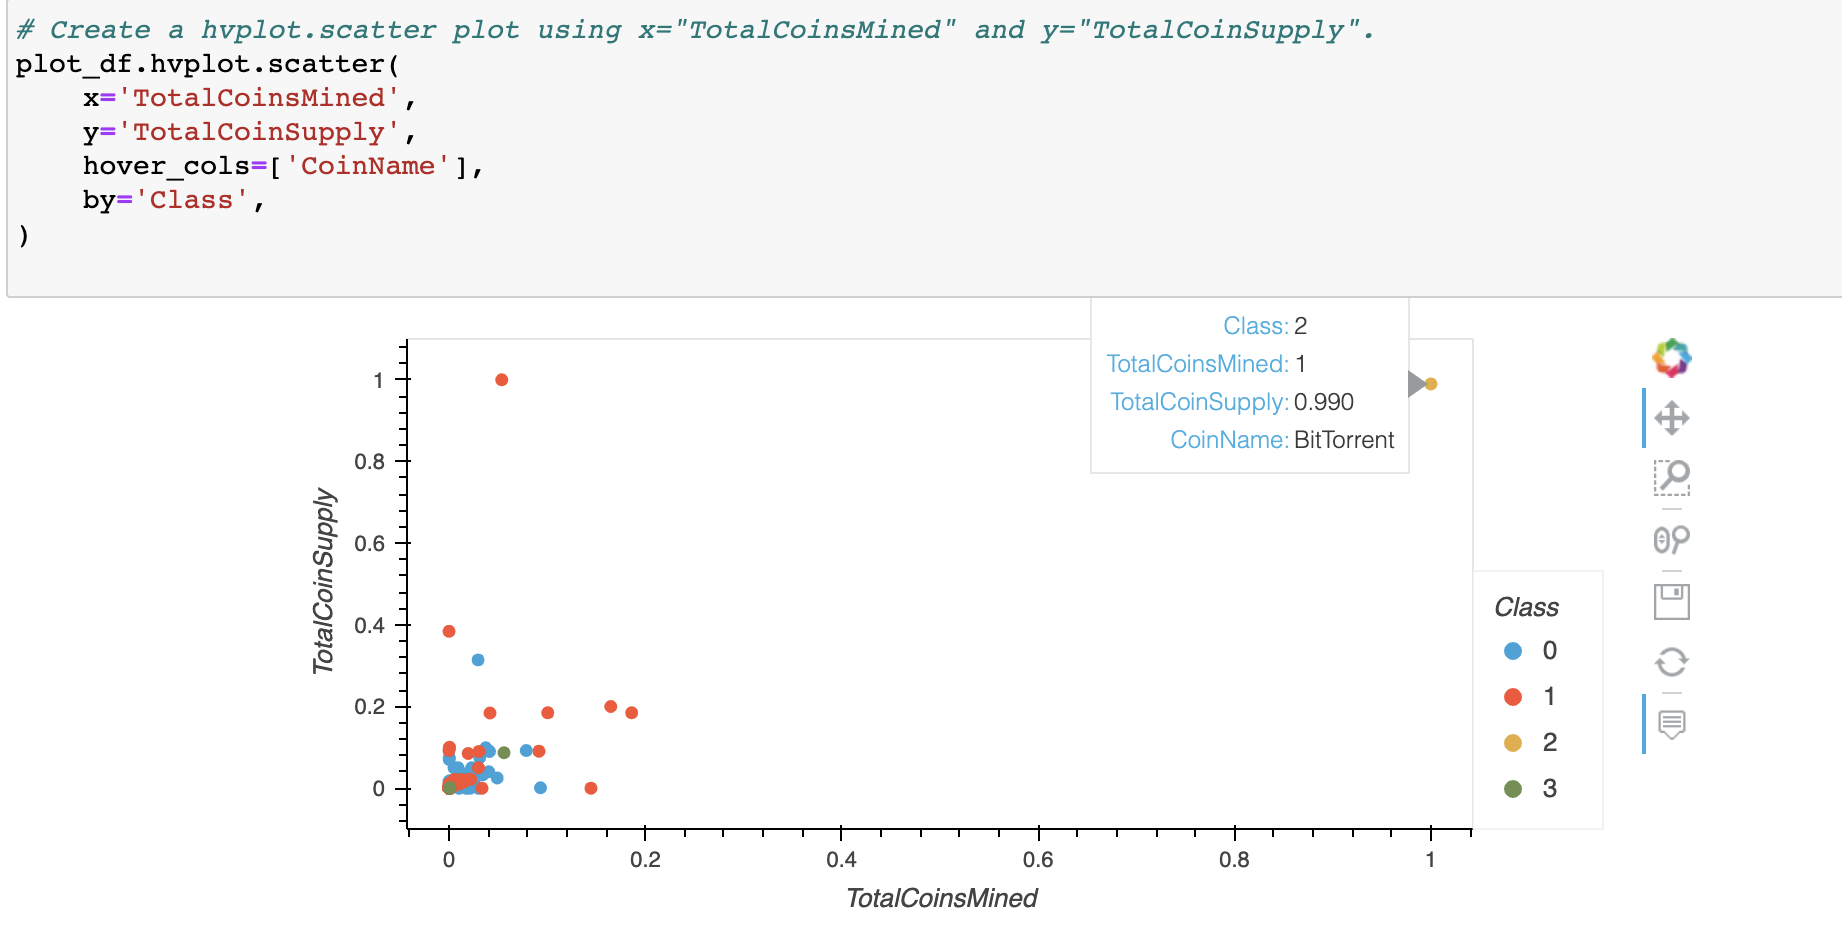 # Create a hvplot.scatter plot using x="TotalCoinsMined" and y="TotalCoinSupply".
plot_df.hvplot.scatter(
    x='TotalCoinsMined',
    y='TotalCoinSupply',
    hover_cols=['CoinName'],
    by='Class',
)
Class: 2
TotalCoinsMined: 1
TotalCoinSupply: 0.990
CoinName: BitTorrent
TotalCoinSupply
1
0.8
0.6
0.4
0.2
0
0 0.2 0.4 0.6 0.8 1
TotalCoinsMined
Class
0
1
2
3